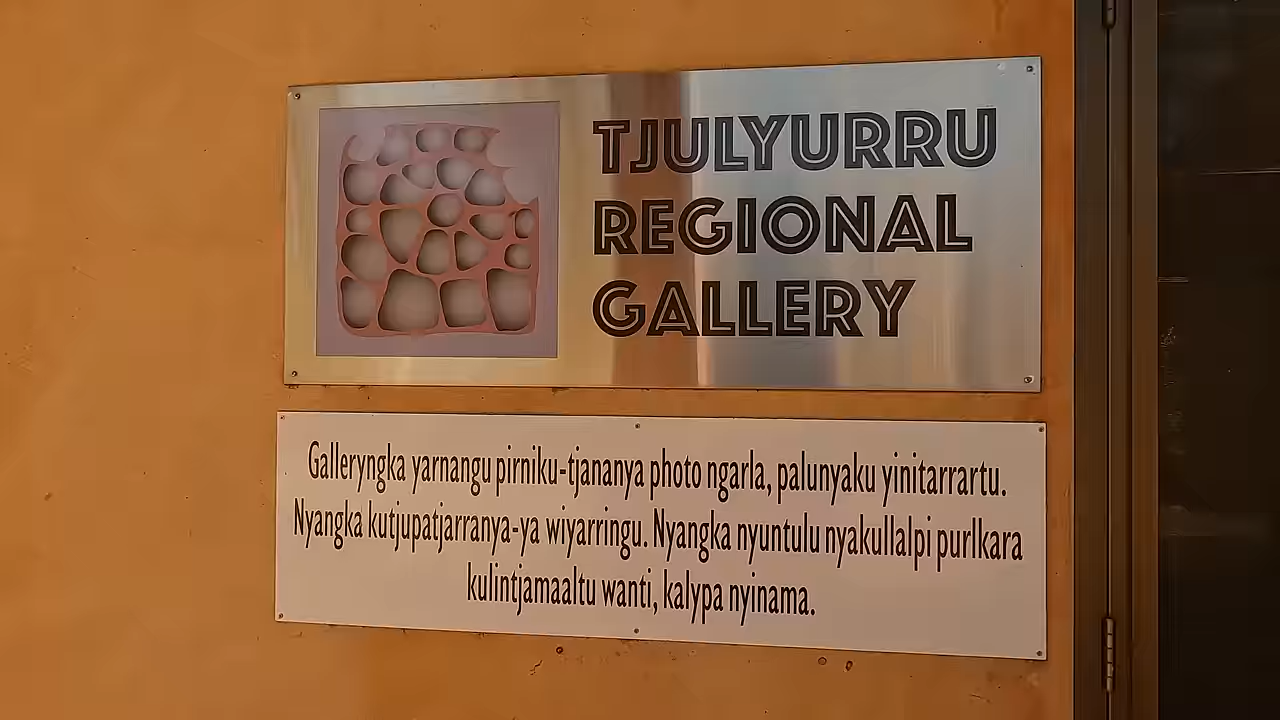 TJULYURRU
REGIONAL
GALLERY
Galleryngka yarnangu pirniku-tjananya photo ngarla, palunyaku yinitarrartu.
Nyangka kutjupatjarranya-ya wiyarringu. Nyangka nyuntulu nyakullalpi purlkara
kulintjamaaltu wanti, kalypa nyinama.